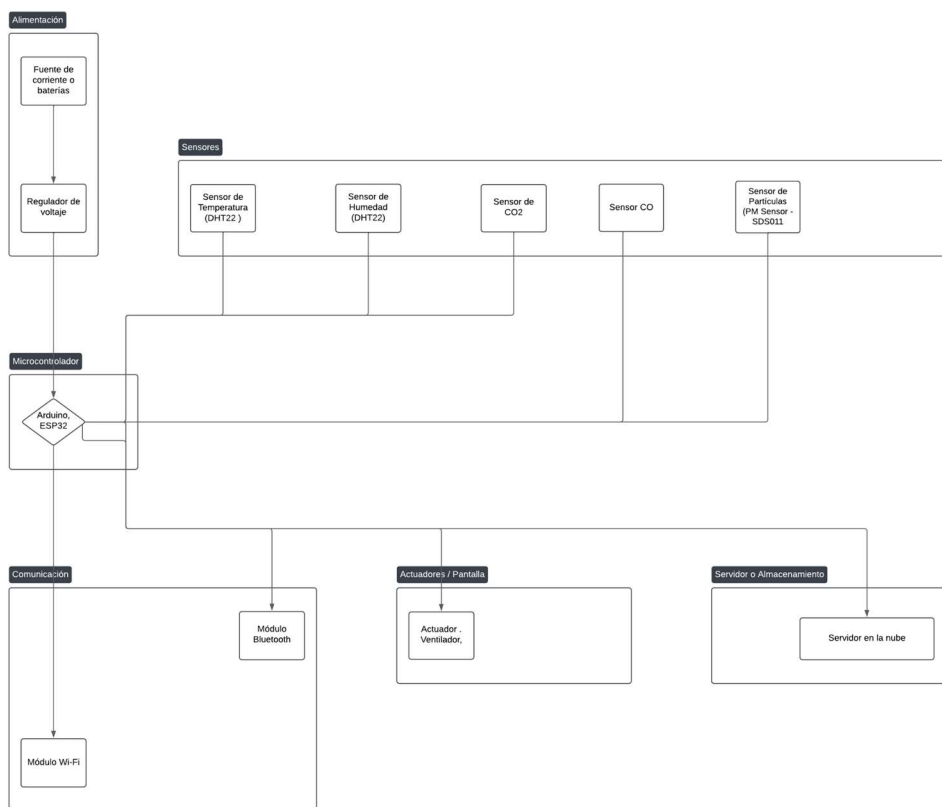 Alimentación
Fuente de
corriente o
baterías
Regulador de
voltaje
Sensores
Sensor de
Temperatura
(DHT22 )
Sensor de
Humedad
(DHT22)
Sensor de
CO2
Sensor CO
Sensor de
Partículas
(PM Sensor -
SDS011
Microcontrolador
Arduino,
ESP32
Comunicación
Módulo
Bluetooth
Módulo Wi-Fi
Actuadores / Pantalla
Actuador .
Ventilador,
Servidor o Almacenamiento
Servidor en la nube